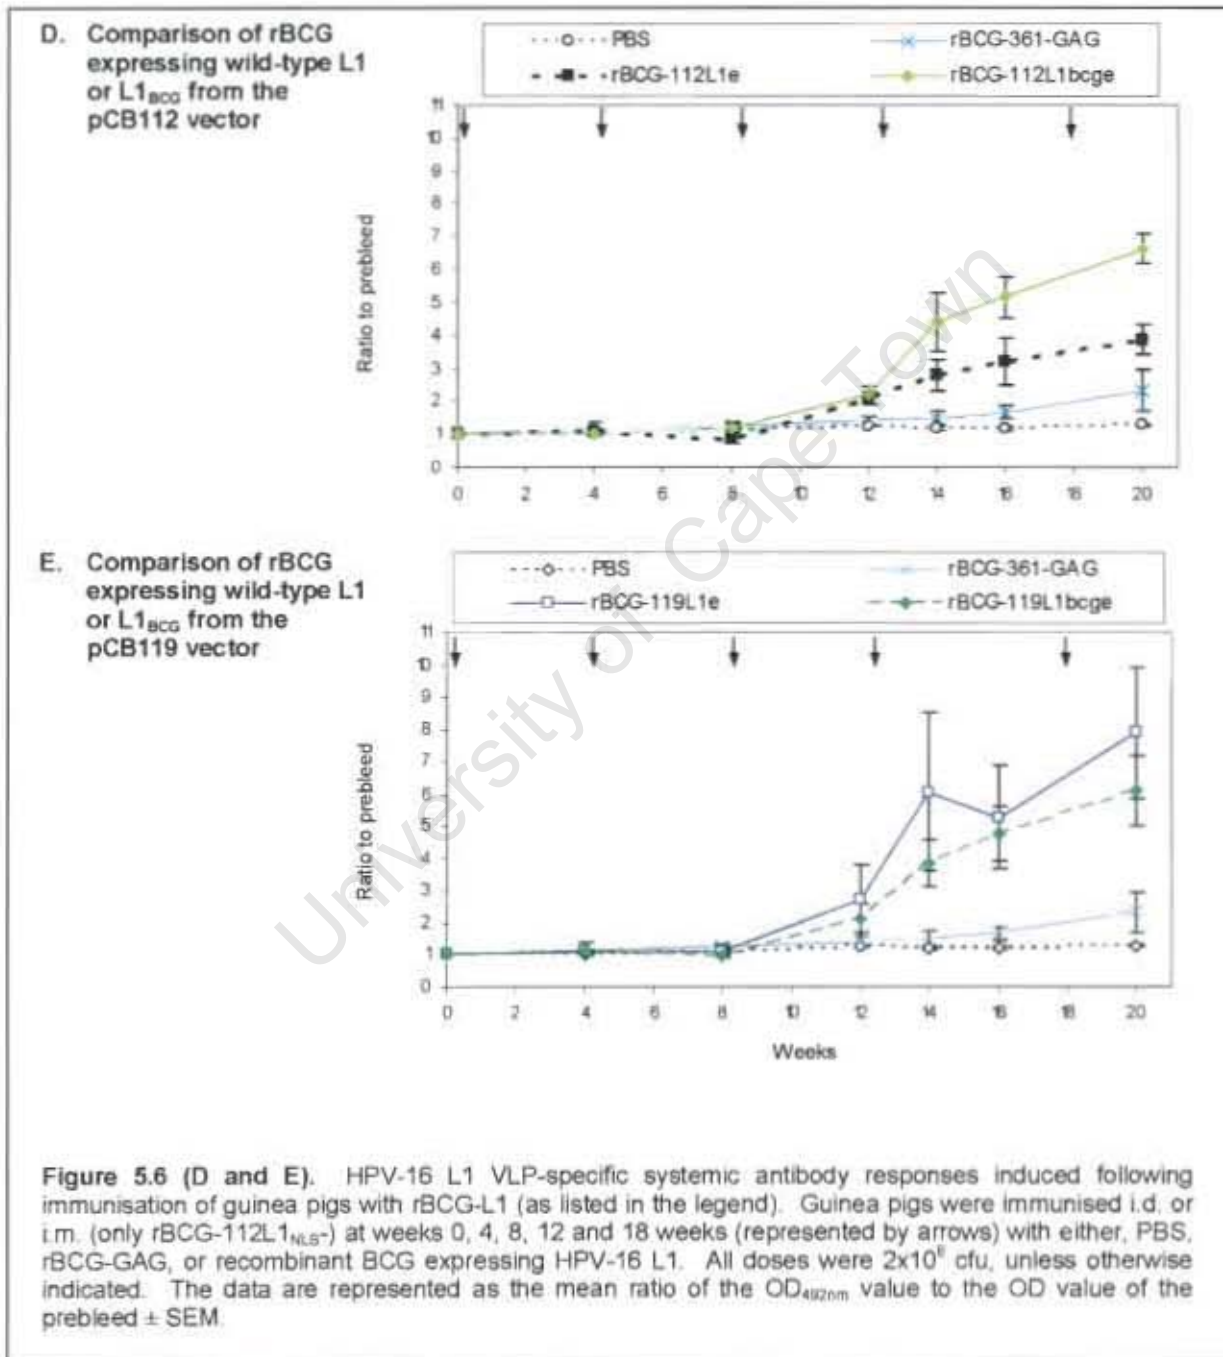 D. Comparison of rBCG
expressing wild-type L1
or L1BCG from the
pCB112 vector
PBS
rBCG-361-GAG
rBCG-112L1e
rBCG-112L1bcge
11
10
9
8
7
6
5
4
3
2
1
0
Ratio to prebleed
0 2 4 6 8 10 12 14 16 18 20
E. Comparison of rBCG
expressing wild-type L1
or L1BCG from the
pCB119 vector
PBS
rBCG-361-GAG
rBCG-119L1e
rBCG-119L1bcge
11
10
9
8
7
6
5
4
3
2
1
0
Ratio to prebleed
0 2 4 6 8 10 12 14 16 18 20
Weeks
University of Cape Town
Figure 5.6 (D and E). HPV-16 L1 VLP-specific systemic antibody responses induced following
immunisation of guinea pigs with rBCG-L1 (as listed in the legend). Guinea pigs were immunised i.d. or
i.m. (only rBCG-112L1NLS-) at weeks 0, 4, 8, 12 and 18 weeks (represented by arrows) with either, PBS,
rBCG-GAG, or recombinant BCG expressing HPV-16 L1. All doses were cfu, unless otherwise
indicated. The data are represented as the mean ratio of the OD492nm value to the OD value of the
prebleed ± SEM